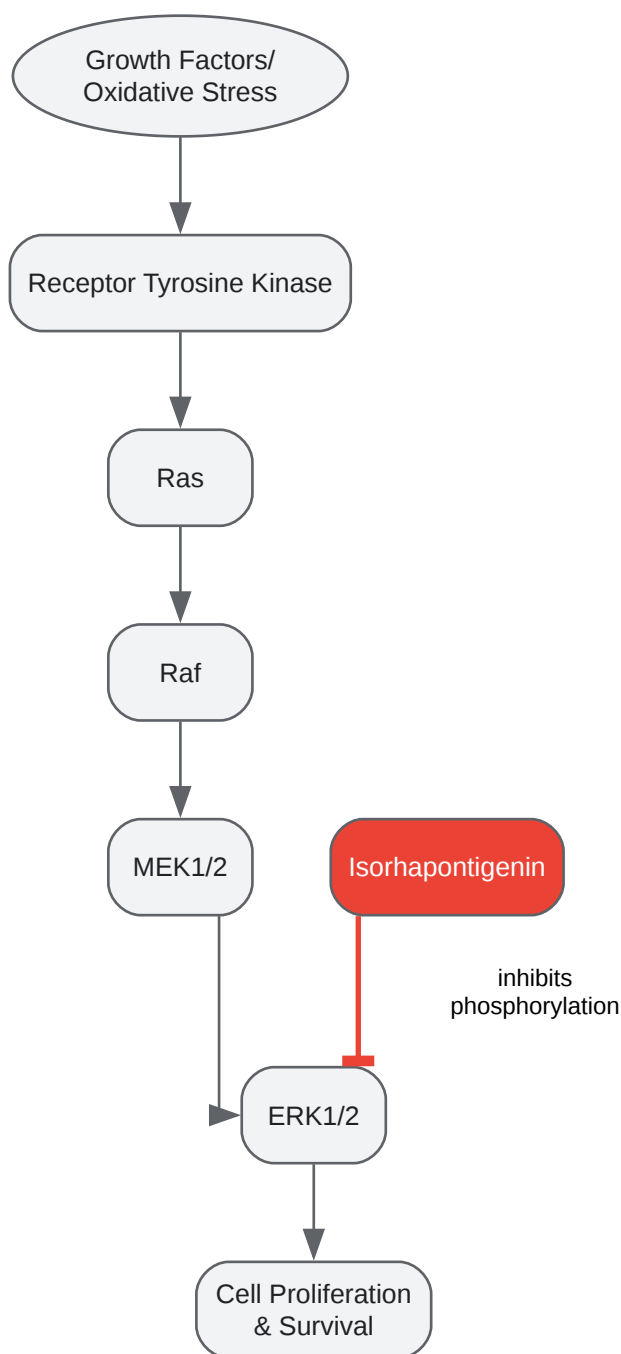 Growth Factors/
Oxidative Stress
Receptor Tyrosine Kinase
Ras
Raf
MEK1/2
Isorhapontigenin
inhibits
phosphorylation
ERK1/2
Cell Proliferation
& Survival